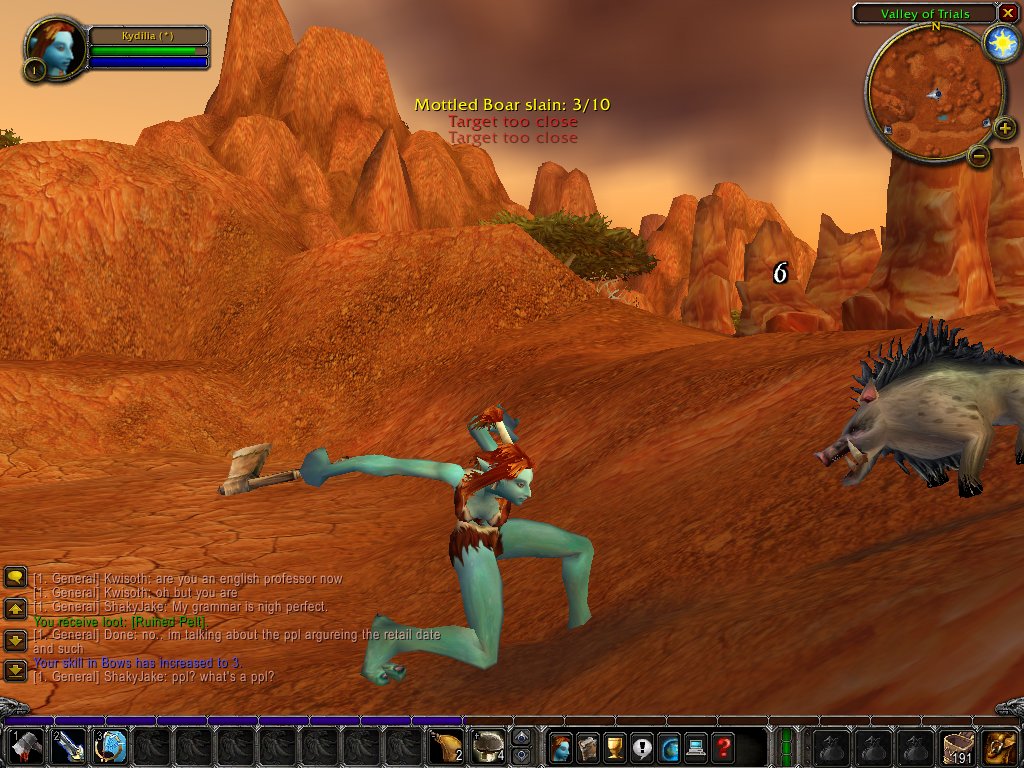 Kydilia (*)
1
Valley of Trials
N
Mottled Boar slain: 3/10
Target too close
Target too close
6
[1. General] Kwisoth: are you an english professor now
[1. General] Kwisoth: oh but you are
[1. General] ShakyJake: My grammar is nigh perfect.
You receive loot: [Ruined Pelt].
[1. General] Done: no.. im talking about the ppl argureing the retail date
and such
Your skill in Bows has increased to 3.
[1. General] ShakyJake: ppl? what's a ppl?
1 2 3 2 4 191